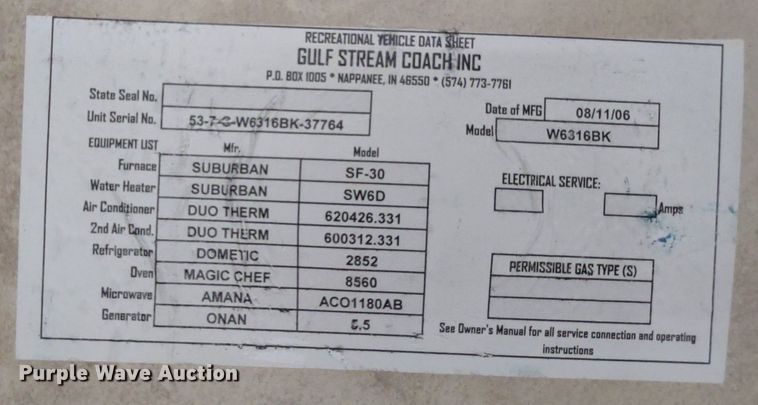 RECREATIONAL VEHICLE DATA SHEET
GULF STREAM COACH INC
P.O. BOX 1005 * NAPPANEE, IN 46550 * (574) 773-7761
State Seal No.
Unit Serial No. 53-7-G-W6316BK-37764
Date of MFG 08/11/06
Model W6316BK
EQUIPMENT LIST Mfr. Model
Furnace SUBURBAN SF-30
Water Heater SUBURBAN SW6D
Air Conditioner DUO THERM 620426.331
2nd Air Cond. DUO THERM 600312.331
Refrigerator DOMETIC 2852
Oven MAGIC CHEF 8560
Microwave AMANA ACO1180AB
Generator ONAN 5.5
ELECTRICAL SERVICE:
Amps
PERMISSIBLE GAS TYPE (S)
See Owner's Manual for all service connection and operating
instructions
Purple Wave Auction